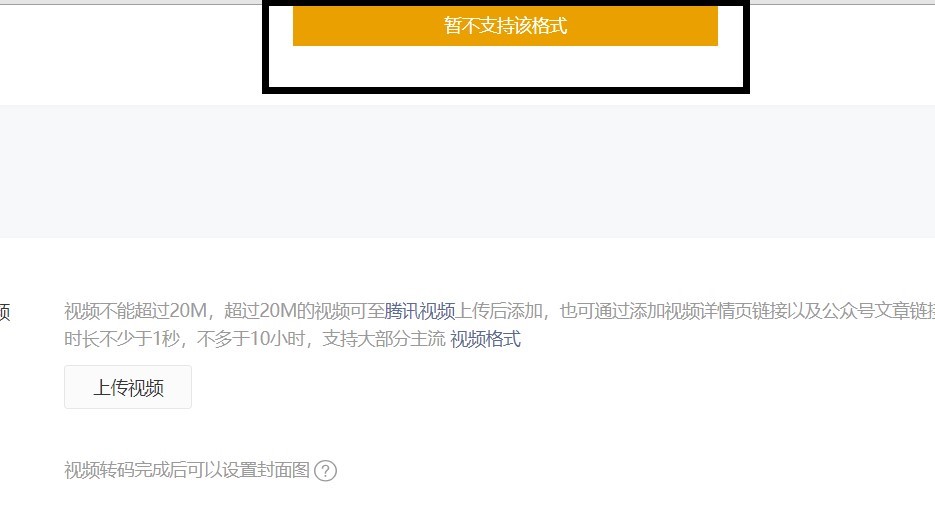 暂不支持该格式
频
视频不能超过20M，超过20M的视频可至腾讯视频上传后添加，也可通过添加视频详情页链接以及公众号文章链接
时长不少于1秒，不多于10小时，支持大部分主流 视频格式
上传视频
视频转码完成后可以设置封面图 ?